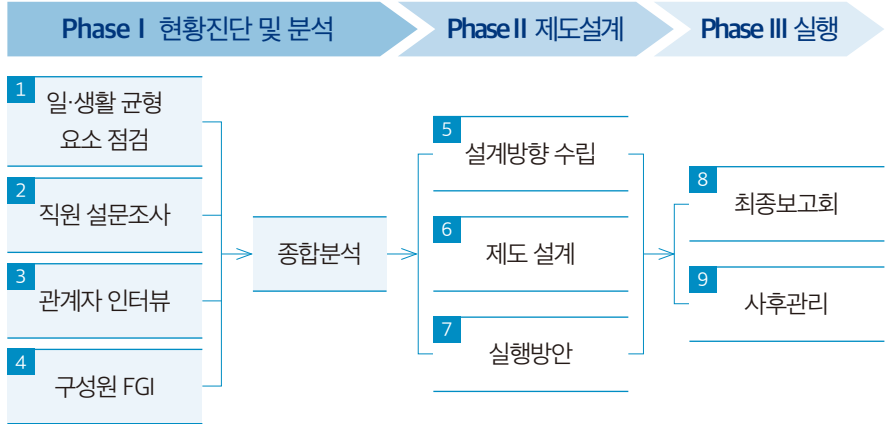 Phase I 현황진단 및 분석
Phase II 제도설계
Phase III 실행
1
일·생활 균형
요소 점검
2
직원 설문조사
3
관계자 인터뷰
4
구성원 FGI
종합분석
5
설계방향 수립
6
제도 설계
7
실행방안
8
최종보고회
9
사후관리